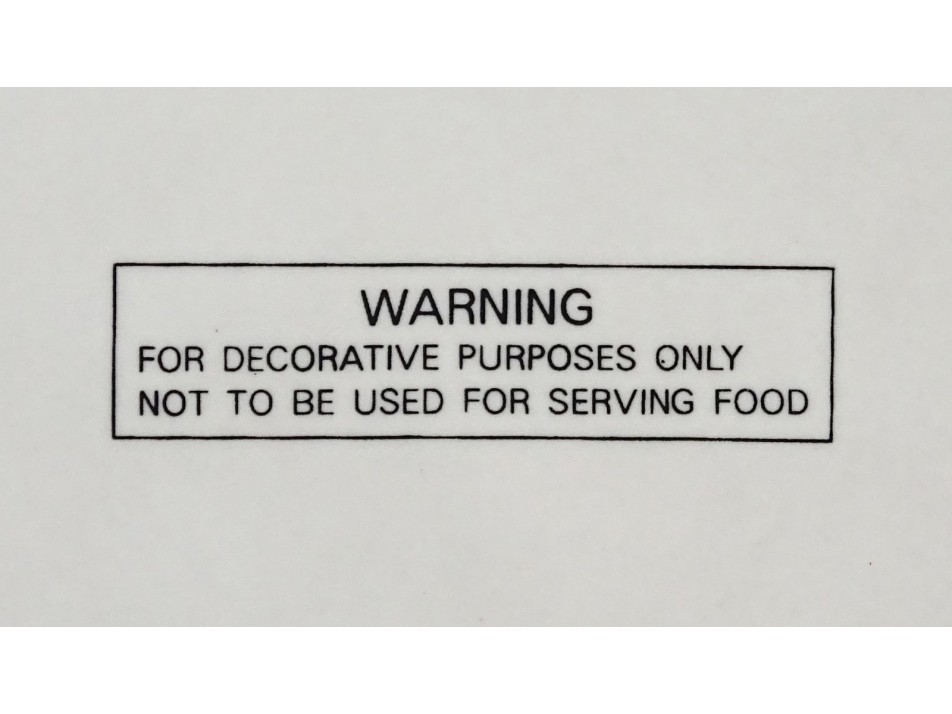 WARNING
FOR DECORATIVE PURPOSES ONLY
NOT TO BE USED FOR SERVING FOOD